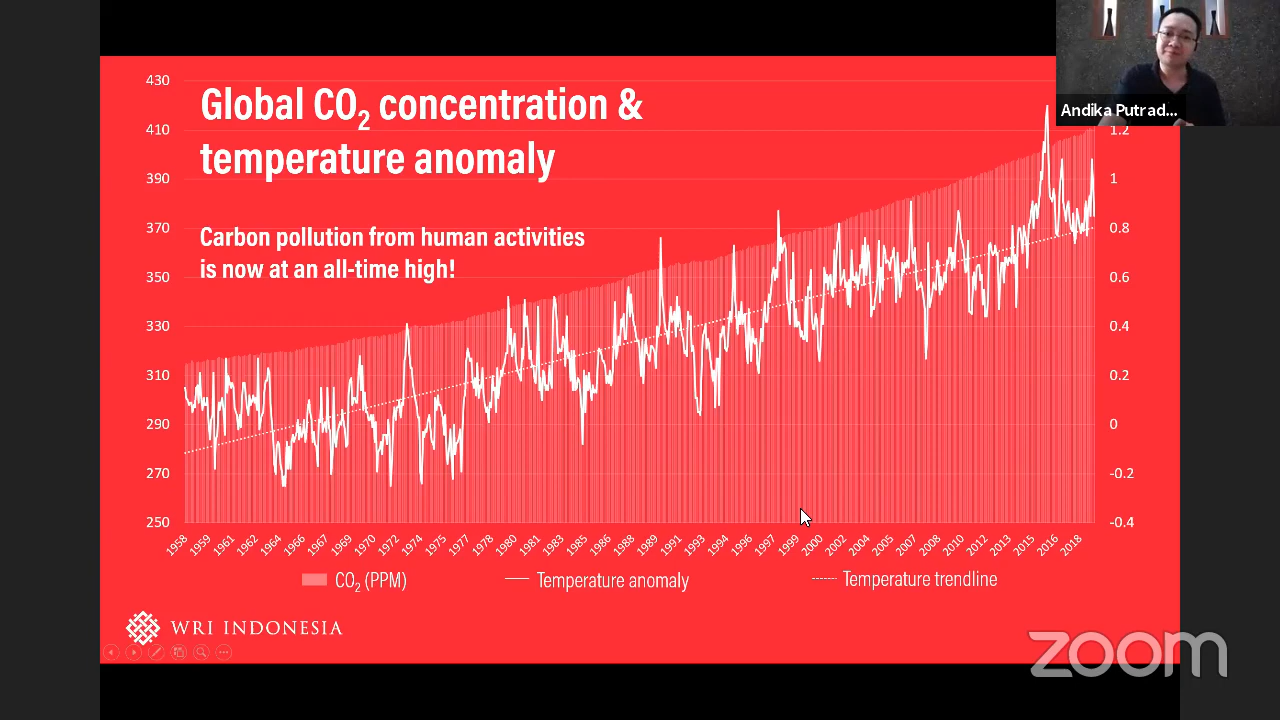 Global CO2 concentration &
temperature anomaly
Carbon pollution from human activities
is now at an all-time high!
Andika Putrad...
430
410
390
370
350
330
310
290
270
250
1.2
1
0.8
0.6
0.4
0.2
0
-0.2
-0.4
1958 1959 1961 1962 1964 1966 1967 1969 1970 1972 1974 1975 1977 1978 1980 1981 1983 1985 1986 1988 1989 1991 1993 1994 1996 1997 1999 2000 2002 2004 2005 2007 2008 2010 2012 2013 2015 2016 2018
CO2 (PPM) Temperature anomaly Temperature trendline
WRI INDONESIA
zoom